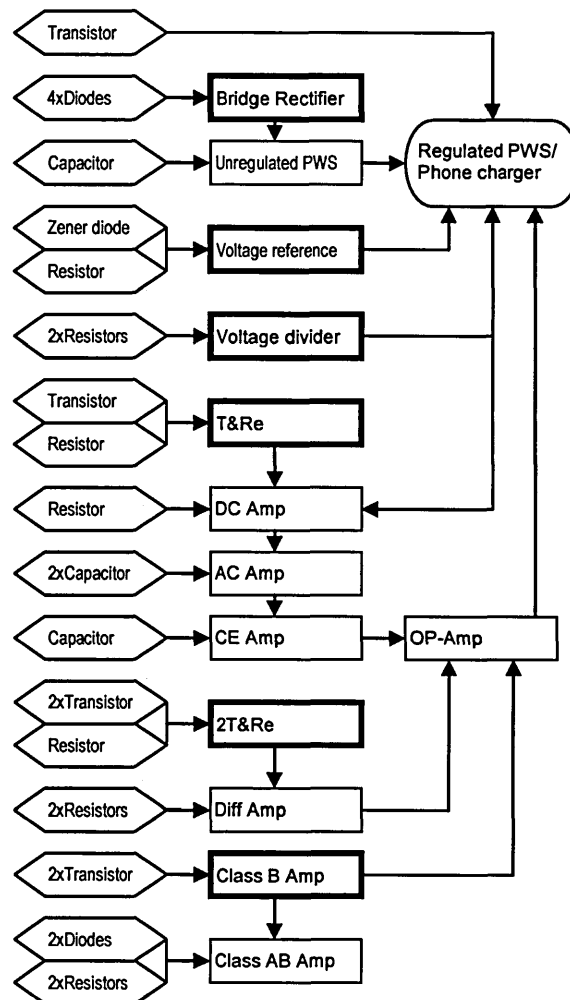 Transistor
4xDiodes
Bridge Rectifier
Capacitor
Unregulated PWS
Regulated PWS/
Phone charger
Zener diode
Resistor
Voltage reference
2xResistors
Voltage divider
Transistor
Resistor
T&Re
Resistor
DC Amp
2xCapacitor
AC Amp
Capacitor
CE Amp
OP-Amp
2xTransistor
Resistor
2T&Re
2xResistors
Diff Amp
2xTransistor
Class B Amp
2xDiodes
2xResistors
Class AB Amp